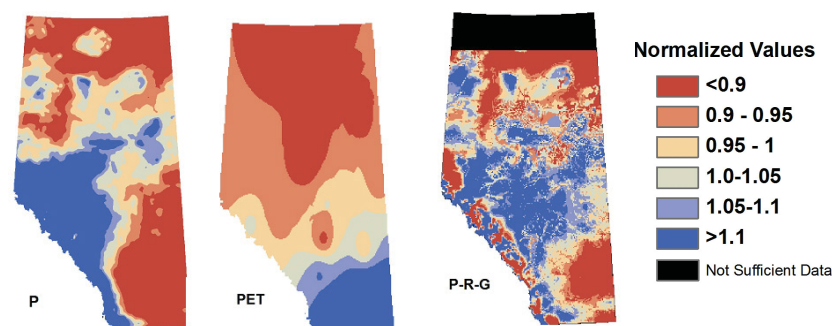 Normalized Values
<0.9
0.9 - 0.95
0.95 - 1
1.0-1.05
1.05-1.1
>1.1
Not Sufficient Data
P
PET
P-R-G